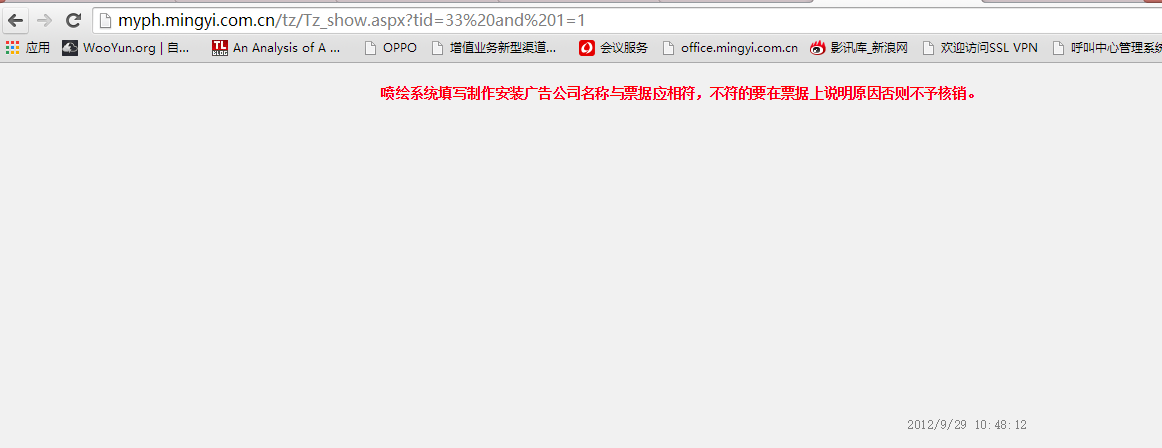 myph.mingyi.com.cn/tz/Tz_show.aspx?tid=33%20and%201=1
应用 WooYun.org | 自... An Analysis of A ... OPPO 增值业务新型渠道... 会议服务 office.mingyi.com.cn 影讯库_新浪网 欢迎访问SSL VPN 呼叫中心管理系统
喷绘系统填写制作安装广告公司名称与票据应相符，不符的要在票据上说明原因否则不予核销。
2012/9/29 10:48:12